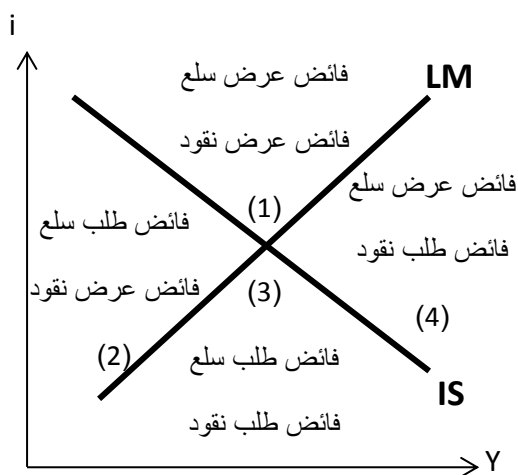 i
فائض عرض سلع
LM
فائض عرض نقود
فائض عرض سلع
(1)
فائض طلب سلع
فائض طلب نقود
(3)
فائض عرض نقود
(4)
(2)
فائض طلب سلع
IS
فائض طلب نقود
Y